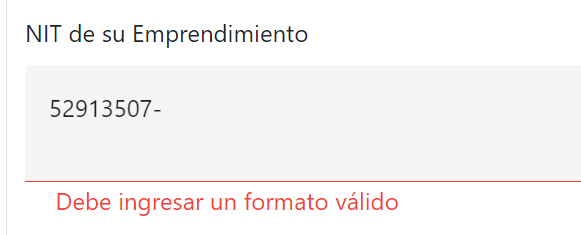 NIT de su Emprendimiento
52913507-
Debe ingresar un formato válido